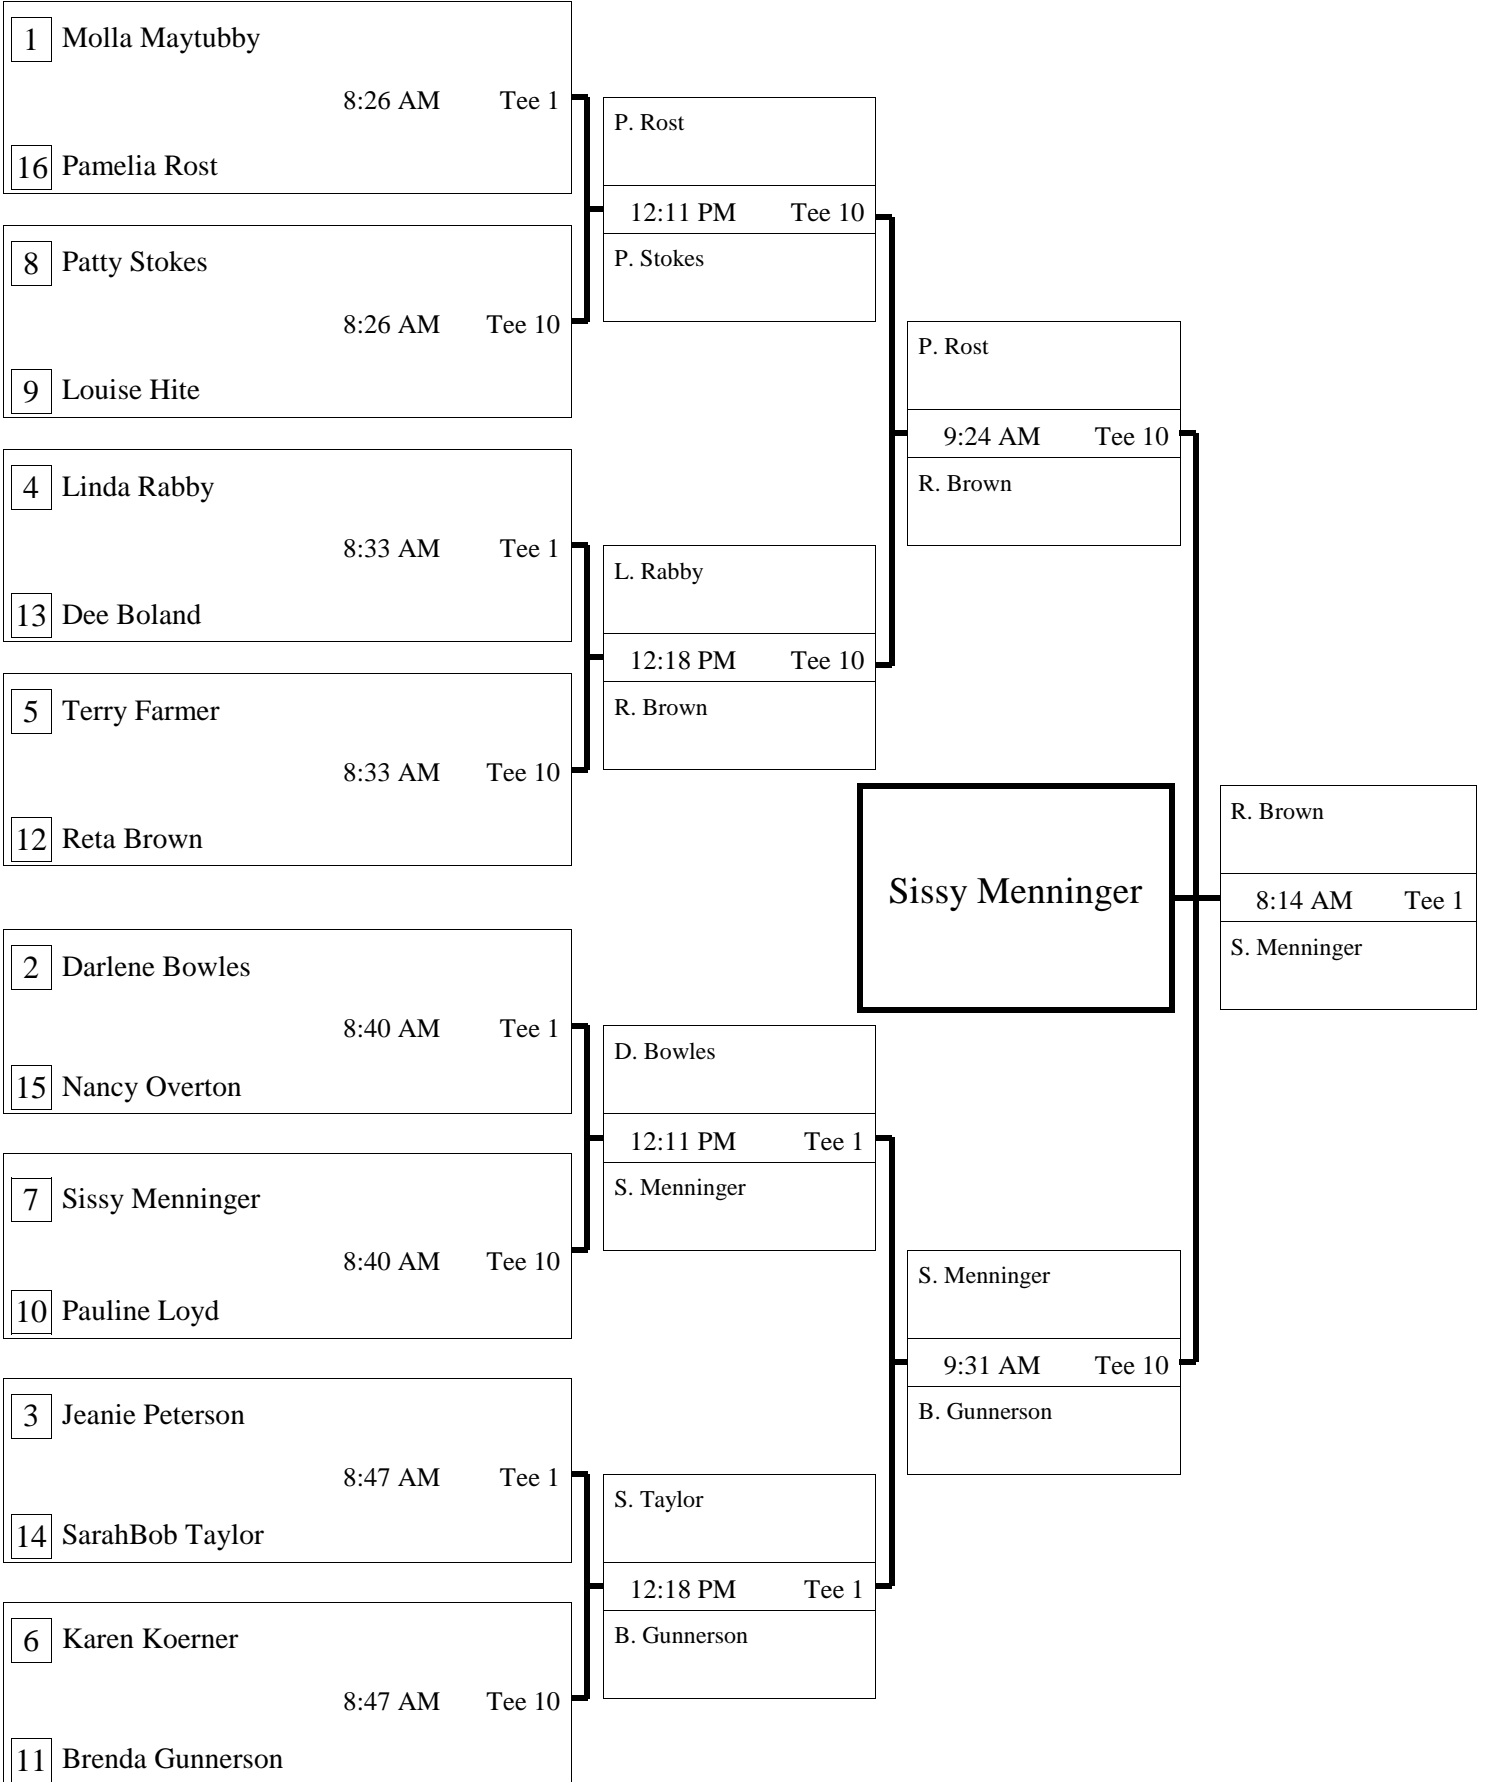 1 Molla Maytubby
8:26 AM Tee 1
16 Pamelia Rost
8 Patty Stokes
8:26 AM Tee 10
9 Louise Hite
4 Linda Rabby
8:33 AM Tee 1
13 Dee Boland
5 Terry Farmer
8:33 AM Tee 10
12 Reta Brown
2 Darlene Bowles
8:40 AM Tee 1
15 Nancy Overton
7 Sissy Menninger
8:40 AM Tee 10
10 Pauline Loyd
3 Jeanie Peterson
8:47 AM Tee 1
14 SarahBob Taylor
6 Karen Koerner
8:47 AM Tee 10
11 Brenda Gunnerson
P. Rost
12:11 PM Tee 10
P. Stokes
L. Rabby
12:18 PM Tee 10
R. Brown
D. Bowles
12:11 PM Tee 1
S. Menninger
S. Taylor
12:18 PM Tee 1
B. Gunnerson
P. Rost
9:24 AM Tee 10
R. Brown
S. Menninger
9:31 AM Tee 10
B. Gunnerson
R. Brown
8:14 AM Tee 1
S. Menninger
Sissy Menninger